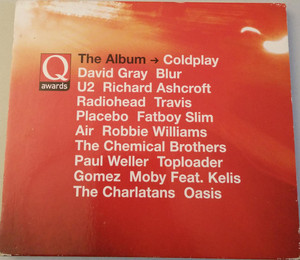 Q
awards
The Album → Coldplay
David Gray Blur
U2 Richard Ashcroft
Radiohead Travis
Placebo Fatboy Slim
Air Robbie Williams
The Chemical Brothers
Paul Weller Toploader
Gomez Moby Feat. Kelis
The Charlatans Oasis